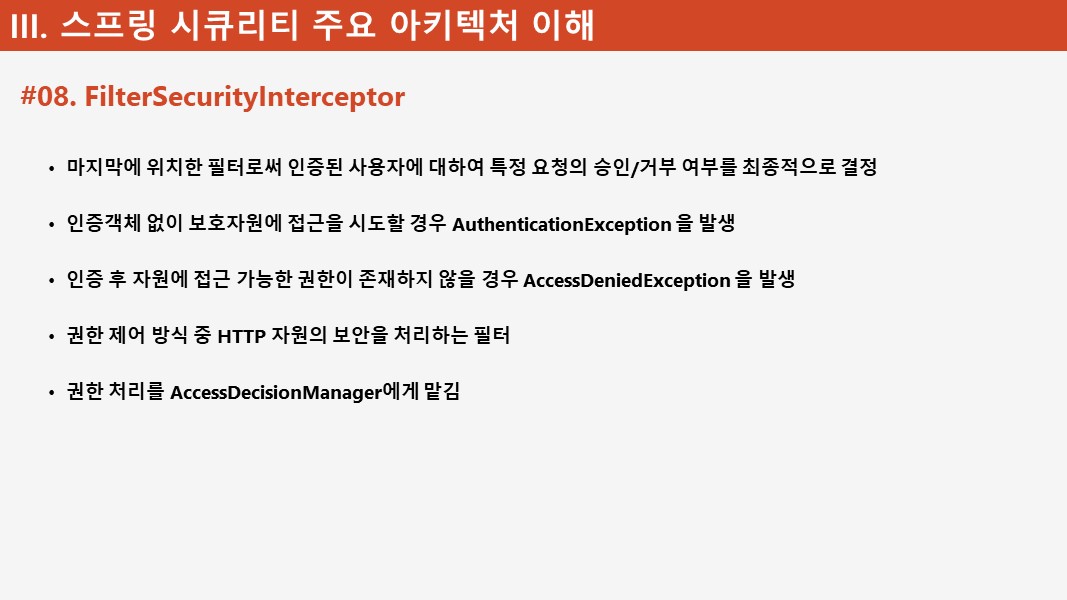 III. 스프링 시큐리티 주요 아키텍처 이해
#08. FilterSecurityInterceptor
• 마지막에 위치한 필터로써 인증된 사용자에 대하여 특정 요청의 승인/거부 여부를 최종적으로 결정
• 인증객체 없이 보호자원에 접근을 시도할 경우 AuthenticationException 을 발생
• 인증 후 자원에 접근 가능한 권한이 존재하지 않을 경우 AccessDeniedException 을 발생
• 권한 제어 방식 중 HTTP 자원의 보안을 처리하는 필터
• 권한 처리를 AccessDecisionManager에게 맡김